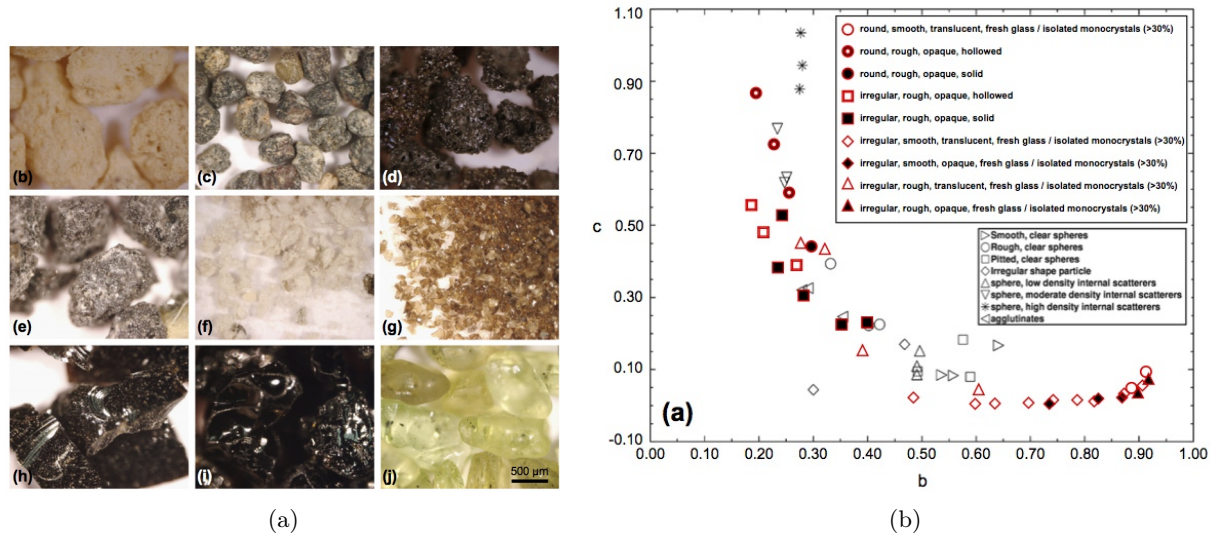 (b)
(c)
(d)
(e)
(f)
(g)
(h)
(i)
(j)
500 µm
(a)
(b)
1.10
0.90
0.70
0.50
c
0.30
0.10
-0.10
0.00 0.10 0.20 0.30 0.40 0.50 0.60 0.70 0.80 0.90 1.00
b
round, smooth, translucent, fresh glass / isolated monocrystals (>30%)
round, rough, opaque, hollowed
round, rough, opaque, solid
irregular, rough, opaque, hollowed
irregular, rough, opaque, solid
irregular, smooth, translucent, fresh glass / isolated monocrystals (>30%)
irregular, smooth, opaque, fresh glass / isolated monocrystals (>30%)
irregular, rough, translucent, fresh glass / isolated monocrystals (>30%)
irregular, rough, opaque, fresh glass / isolated monocrystals (>30%)
Smooth, clear spheres
Rough, clear spheres
Pitted, clear spheres
Irregular shape particle
sphere, low density internal scatterers
sphere, moderate density internal scatterers
sphere, high density internal scatterers
agglutinates
(a)
(b)